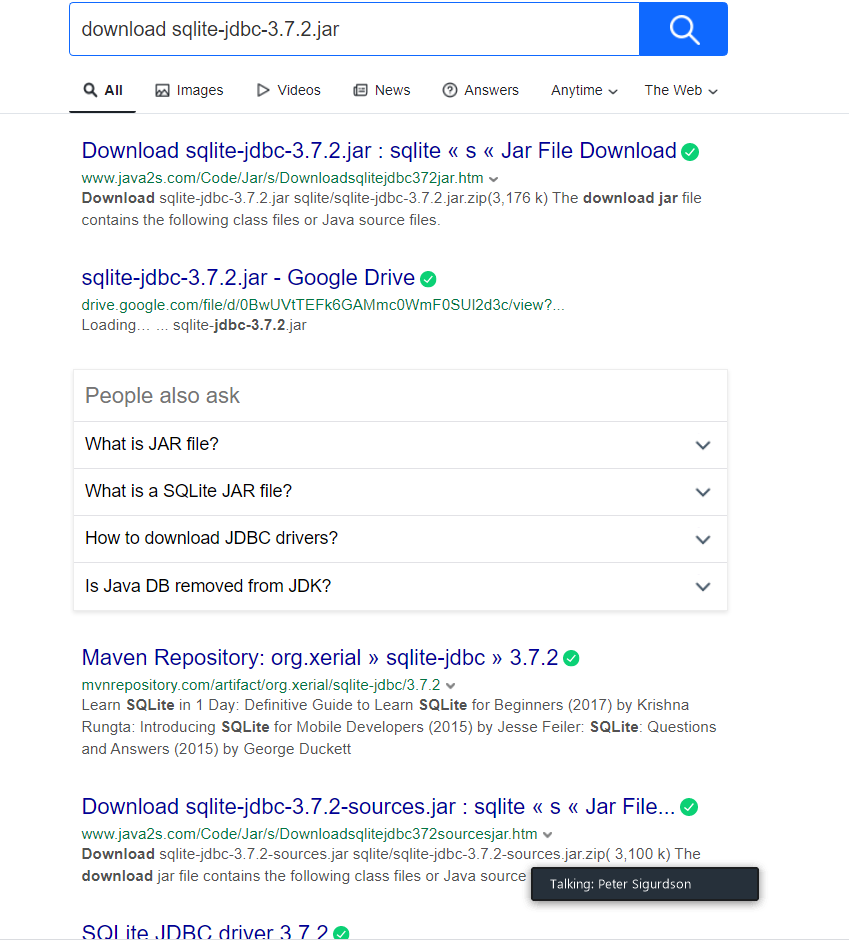 download sqlite-jdbc-3.7.2.jar
All Images Videos News Answers Anytime The Web
Download sqlite-jdbc-3.7.2.jar : sqlite « s « Jar File Download
www.java2s.com/Code/Jar/s/Downloadsqlitejdbc372jar.htm
Download sqlite-jdbc-3.7.2.jar sqlite/sqlite-jdbc-3.7.2.jar.zip(3,176 k) The download jar file
contains the following class files or Java source files.
sqlite-jdbc-3.7.2.jar - Google Drive
drive.google.com/file/d/0BwUVtTEFk6GAMmc0WmF0SUl2d3c/view?...
Loading… ... sqlite-jdbc-3.7.2.jar
People also ask
What is JAR file?
What is a SQLite JAR file?
How to download JDBC drivers?
Is Java DB removed from JDK?
Maven Repository: org.xerial » sqlite-jdbc » 3.7.2
mvnrepository.com/artifact/org.xerial/sqlite-jdbc/3.7.2
Learn SQLite in 1 Day: Definitive Guide to Learn SQLite for Beginners (2017) by Krishna
Rungta: Introducing SQLite for Mobile Developers (2015) by Jesse Feiler: SQLite: Questions
and Answers (2015) by George Duckett
Download sqlite-jdbc-3.7.2-sources.jar : sqlite « s « Jar File...
www.java2s.com/Code/Jar/s/Downloadsqlitejdbc372sourcesjar.htm
Download sqlite-jdbc-3.7.2-sources.jar sqlite/sqlite-jdbc-3.7.2-sources.jar.zip( 3,100 k) The
download jar file contains the following class files or Java source
Talking: Peter Sigurdson
SQLite JDBC driver 3.7.2